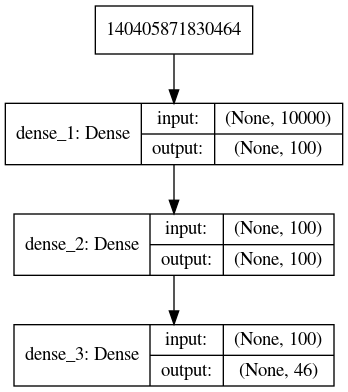 140405871830464
dense_1: Dense
input:
(None, 10000)
output:
(None, 100)
dense_2: Dense
input:
(None, 100)
output:
(None, 100)
dense_3: Dense
input:
(None, 100)
output:
(None, 46)